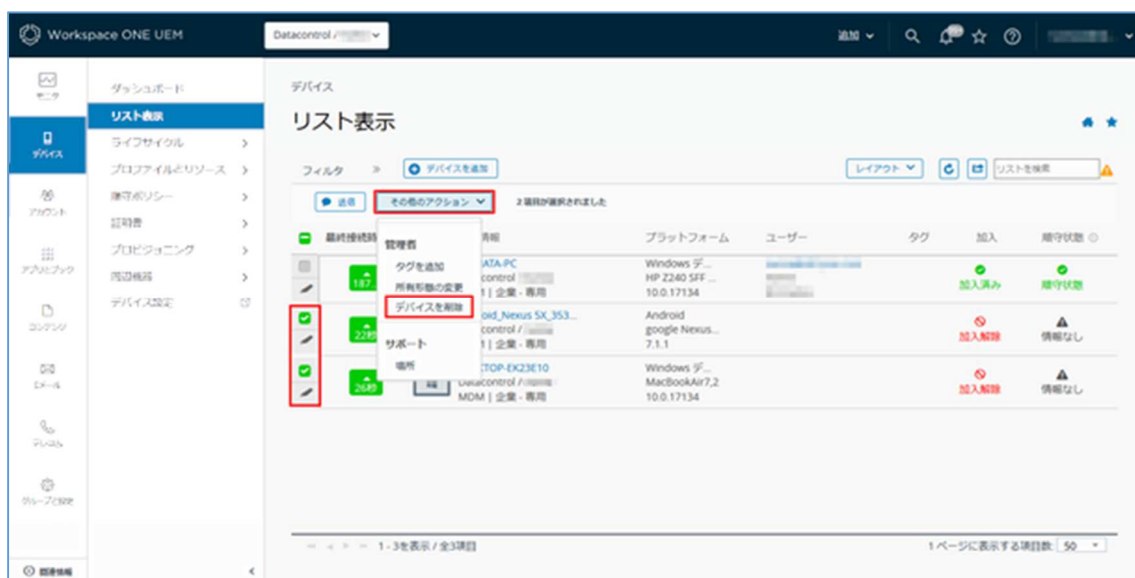 Workspace ONE UEM
Datacontrol /
追加
モニタ
デバイス
アカウント
アプリとブック
コンテンツ
Eメール
テレコム
グループと設定
関連情報
ダッシュボード
リスト表示
ライフサイクル
プロファイルとリソース
順守ポリシー
証明書
プロビジョニング
周辺機器
デバイス設定
デバイス
リスト表示
フィルタ » デバイスを追加
レイアウト
リストを検索
送信 その他のアクション 2 項目が選択されました
最終接続時 情報 プラットフォーム ユーザー タグ 加入 順守状態
管理者
タグを追加
所有形態の変更
デバイスを削除
サポート
場所
187 ATA-PC Windows デ...
control HP Z240 SFF ...
| 企業 - 専用 10.0.17134
加入済み 順守状態
22秒 oid_Nexus 5X_353... Android
control / google Nexus...
| 企業 - 専用 7.1.1
加入解除 情報なし
26秒 TOP-EK23E10 Windows デ...
Datacontrol / MacBookAir7,2
MDM | 企業 - 専用 10.0.17134
加入解除 情報なし
1 - 3を表示 / 全3項目
1 ページに表示する項目数: 50